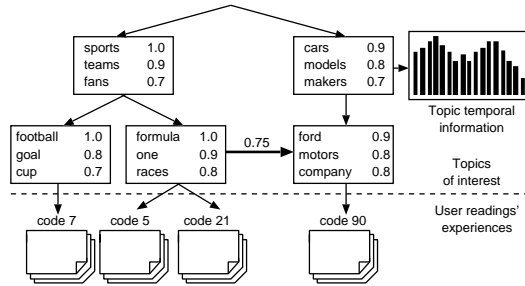 sports 1.0
teams 0.9
fans 0.7
cars 0.9
models 0.8
makers 0.7
Topic temporal
information
football 1.0
goal 0.8
cup 0.7
formula 1.0
one 0.9
races 0.8
0.75
ford 0.9
motors 0.8
company 0.8
Topics
of interest
User readings'
experiences
code 7
code 5
code 21
code 90